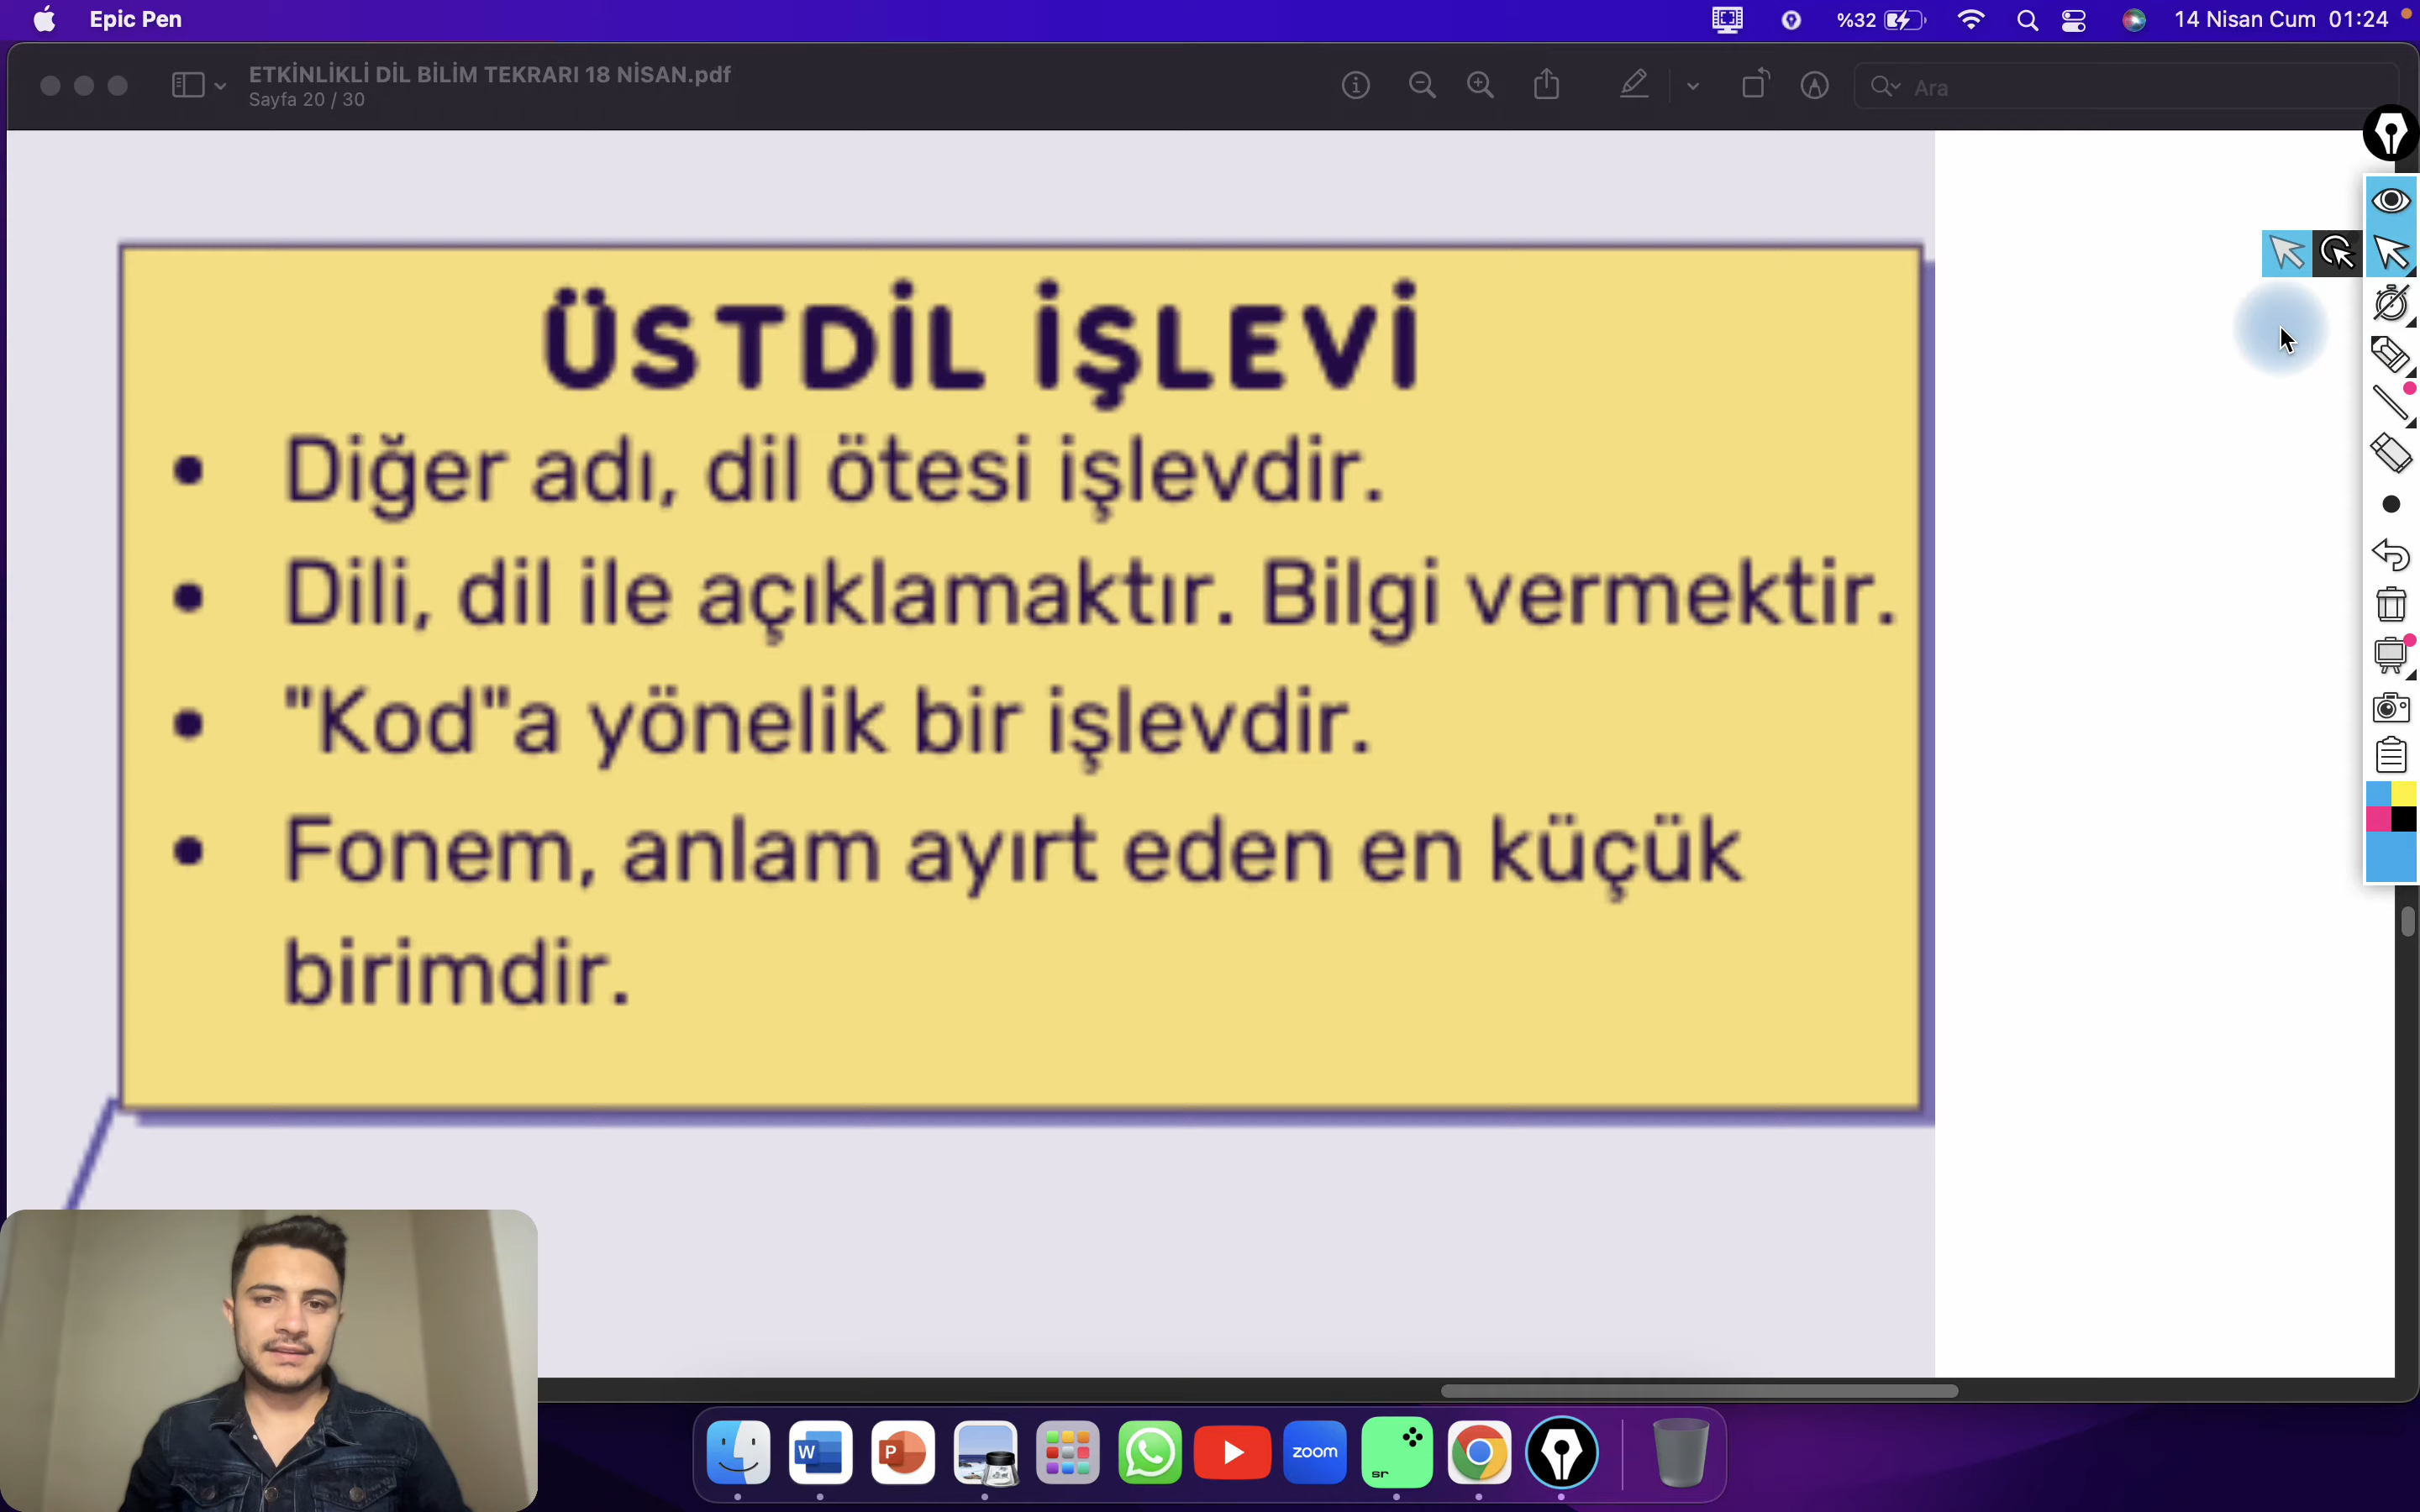 Epic Pen
%32
14 Nisan Cum 01:24
ETKİNLİKLİ DİL BİLİM TEKRARI 18 NİSAN.pdf
Sayfa 20 / 30
Ara
ÜSTDİL İŞLEVİ
• Diğer adı, dil ötesi işlevdir.
• Dili, dil ile açıklamaktır. Bilgi vermektir.
• "Kod"a yönelik bir işlevdir.
• Fonem, anlam ayırt eden en küçük
birimdir.
W
P
zoom
sr